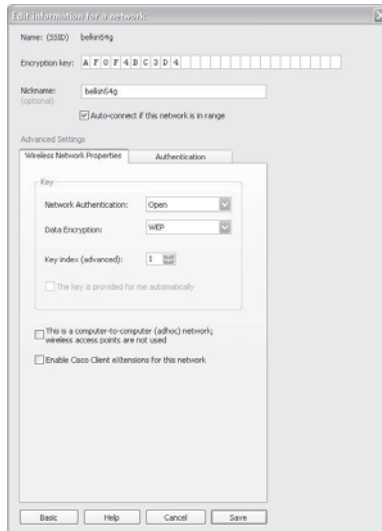 Edit information for a network
Name: (SSID) belkin54g
Encryption key: A F 0 F 4 B C 3 D 4
Nickname: belkin54g
(optional)
Auto-connect if this network is in range
Advanced Settings
Wireless Network Properties Authentication
Key
Network Authentication: Open
Data Encryption: WEP
Key index (advanced): 1
The key is provided for me automatically
This is a computer-to-computer (adhoc) network;
wireless access points are not used
Enable Cisco Client eXtensions for this network
Basic Help Cancel Save